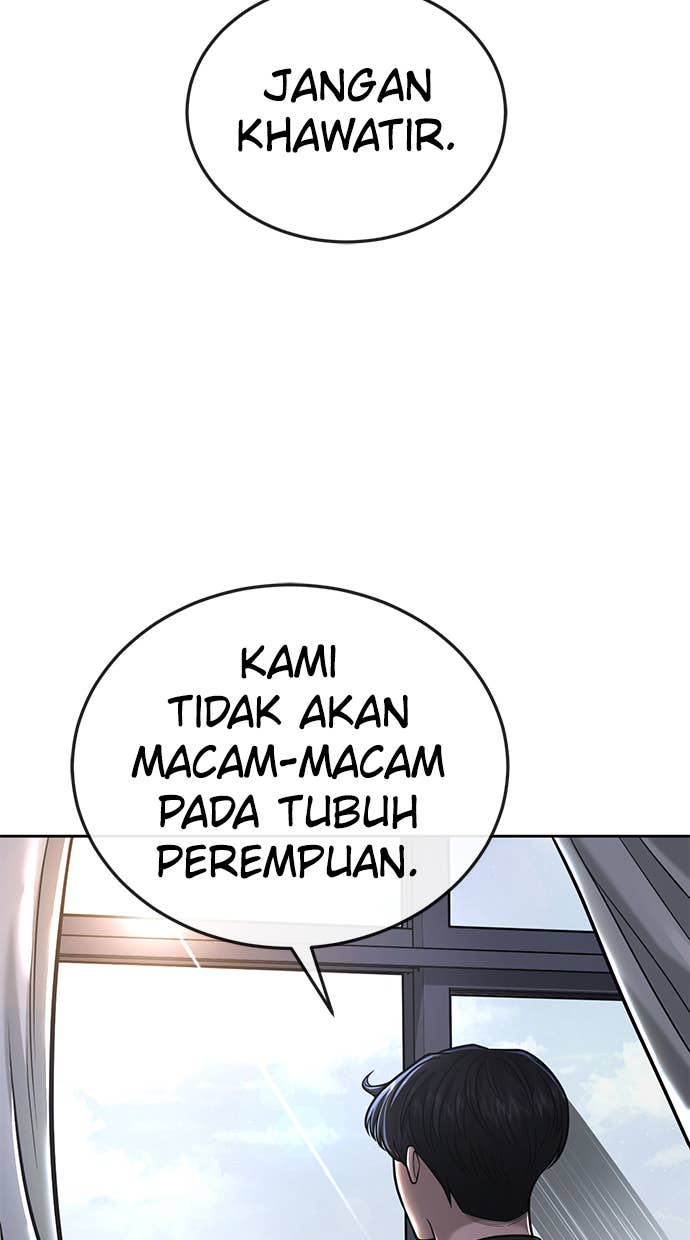 JANGAN
KHAWATIR.
KAMI
TIDAK AKAN
MACAM-MACAM
PADA TUBUH
PEREMPUAN.